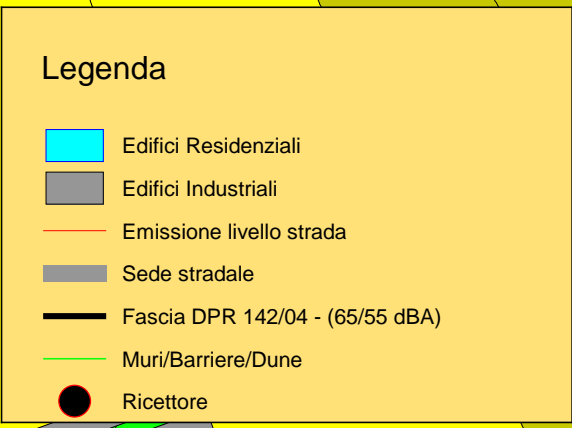 Legenda
Edifici Residenziali
Edifici Industriali
Emissione livello strada
Sede stradale
Fascia DPR 142/04 - (65/55 dBA)
Muri/Barriere/Dune
Ricettore